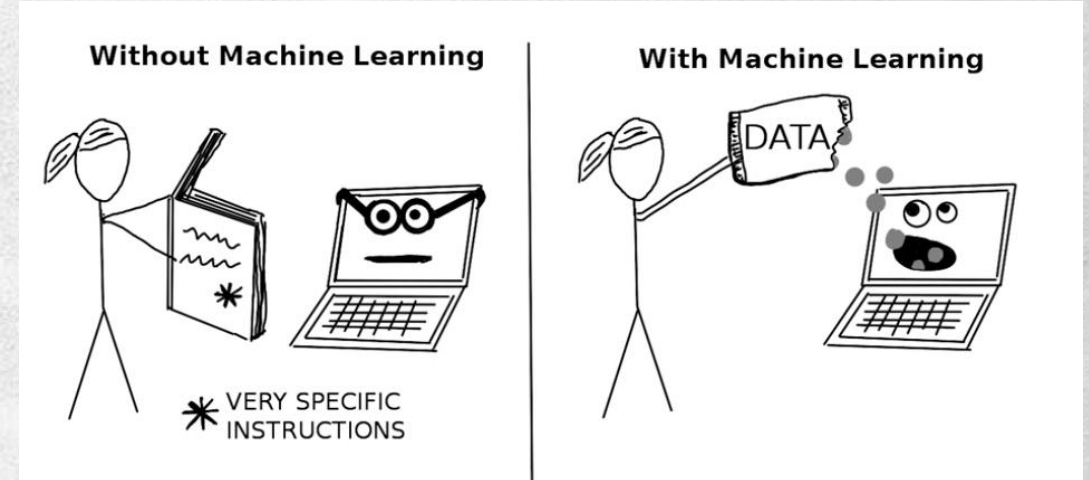 Without Machine Learning
VERY SPECIFIC
INSTRUCTIONS
With Machine Learning
DATA